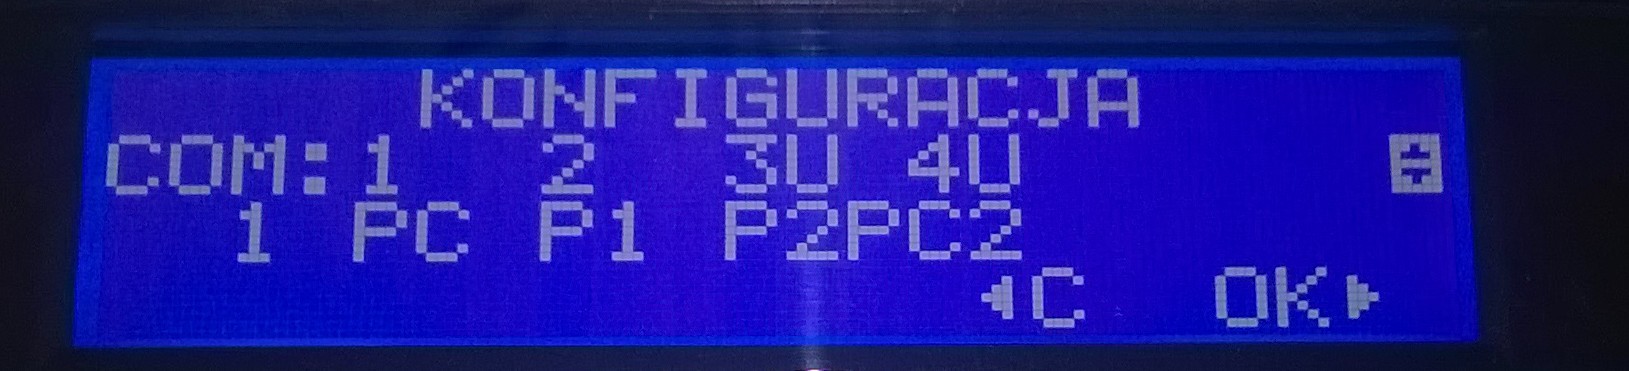 KONFIGURACJA
COM:1 2 3U 4U
1 PC P1 P2PC2
◀C OK▶